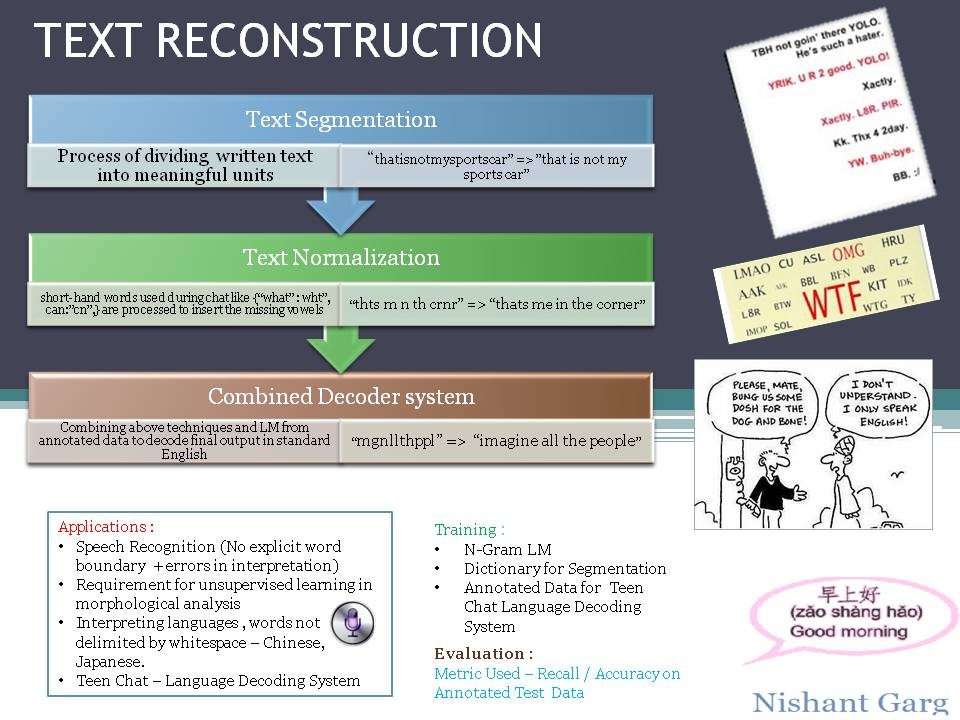 TEXT RECONSTRUCTION
Text Segmentation
Process of dividing written text
into meaningful units
“thatisnotmysportscar” => ”that is not my
sports car”
Text Normalization
short-hand words used during chat like {“what” : wht”,
can:”cn”,} are processed to insert the missing vowels
“thts m n th crnr” => “thats me in the corner”
Combined Decoder system
Combining above techniques and LM from
annotated data to decode final output in standard
English
“mgnllthppl” => “imagine all the people”
Applications :
• Speech Recognition (No explicit word
boundary +errors in interpretation)
• Requirement for unsupervised learning in
morphological analysis
• Interpreting languages , words not
delimited by whitespace – Chinese,
Japanese.
• Teen Chat – Language Decoding System
Training :
• N-Gram LM
• Dictionary for Segmentation
• Annotated Data for Teen
Chat Language Decoding
System
Evaluation :
Metric Used – Recall / Accuracy on
Annotated Test Data
TBH not goin' there YOLO.
He's such a hater.
YRIK. U R 2 good. YOLO!
Xactly.
Xactly. L8R. PIR.
Kk. Thx 4 2day.
YW. Buh-bye.
BB. :/
LMAO CU ASL OMG HRU
AAK AFK BBL BFN WB PLZ
L8R BTW WTF KIT IDK
IMOP SOL WTG TY
PLEASE, MATE,
BUNG US SOME
DOSH FOR THE
DOG AND BONE!
I DON'T
UNDERSTAND.
I ONLY SPEAK
ENGLISH!
早上好
(zǎo shàng hǎo)
Good morning
Nishant Garg